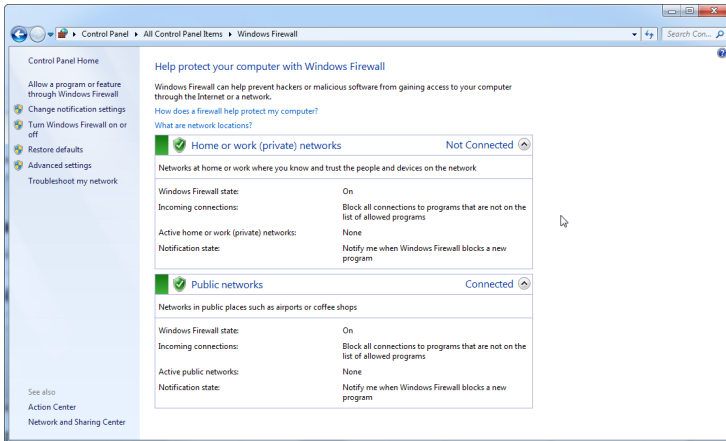 Control Panel ▸ All Control Panel Items ▸ Windows Firewall
Search Con...
Control Panel Home
Allow a program or feature
through Windows Firewall
Change notification settings
Turn Windows Firewall on or
off
Restore defaults
Advanced settings
Troubleshoot my network
See also
Action Center
Network and Sharing Center
Help protect your computer with Windows Firewall
Windows Firewall can help prevent hackers or malicious software from gaining access to your computer
through the Internet or a network.
How does a firewall help protect my computer?
What are network locations?
Home or work (private) networks Not Connected
Networks at home or work where you know and trust the people and devices on the network
Windows Firewall state: On
Incoming connections: Block all connections to programs that are not on the
list of allowed programs
Active home or work (private) networks: None
Notification state: Notify me when Windows Firewall blocks a new
program
Public networks Connected
Networks in public places such as airports or coffee shops
Windows Firewall state: On
Incoming connections: Block all connections to programs that are not on the
list of allowed programs
Active public networks: None
Notification state: Notify me when Windows Firewall blocks a new
program